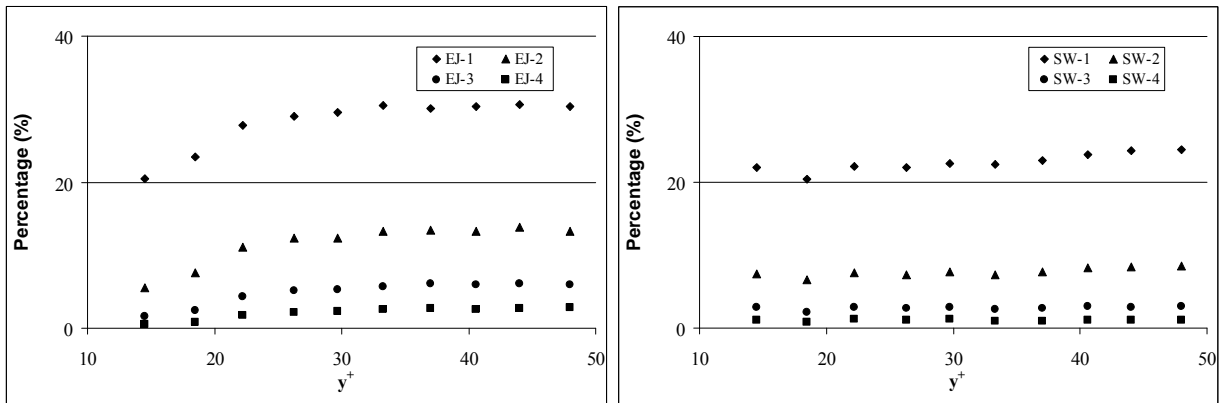 40
◆ EJ-1 ▲ EJ-2
● EJ-3 ■ EJ-4
Percentage (%)
20
0
10 20 30 40 50
y⁺
40
◆ SW-1 ▲ SW-2
● SW-3 ■ SW-4
Percentage (%)
20
0
10 20 30 40 50
y⁺